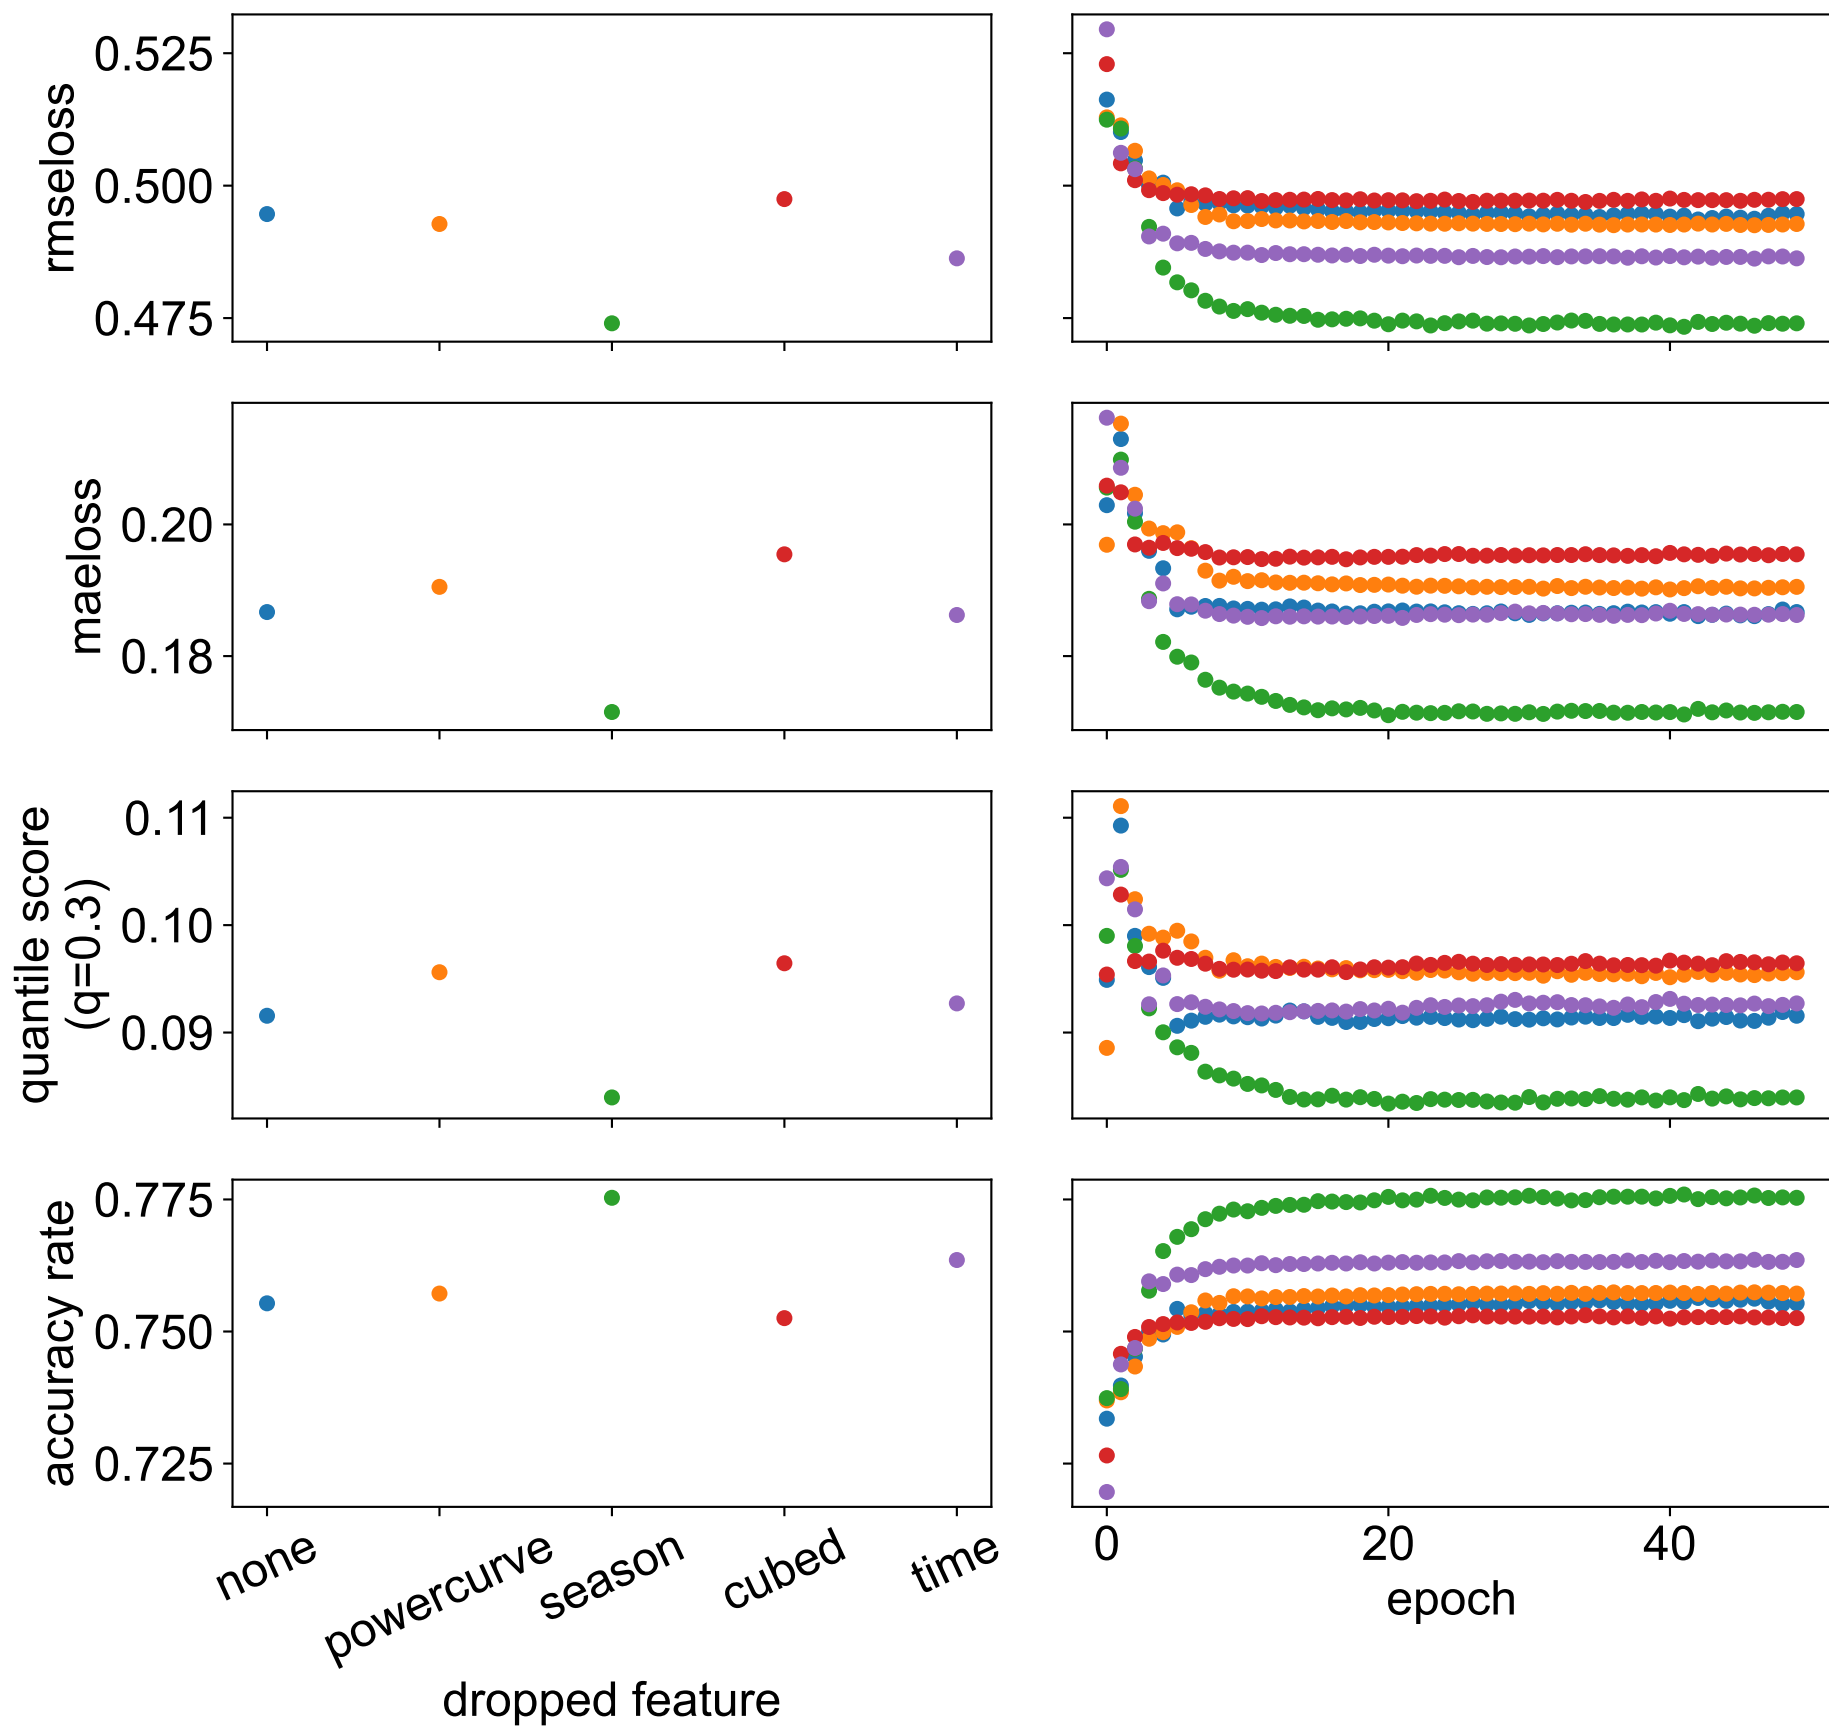 rmseloss
0.525
0.500
0.475
maeloss
0.20
0.18
quantile score
(q=0.3)
0.11
0.10
0.09
accuracy rate
0.775
0.750
0.725
none
powercurve
season
cubed
time
dropped feature
0
20
40
epoch